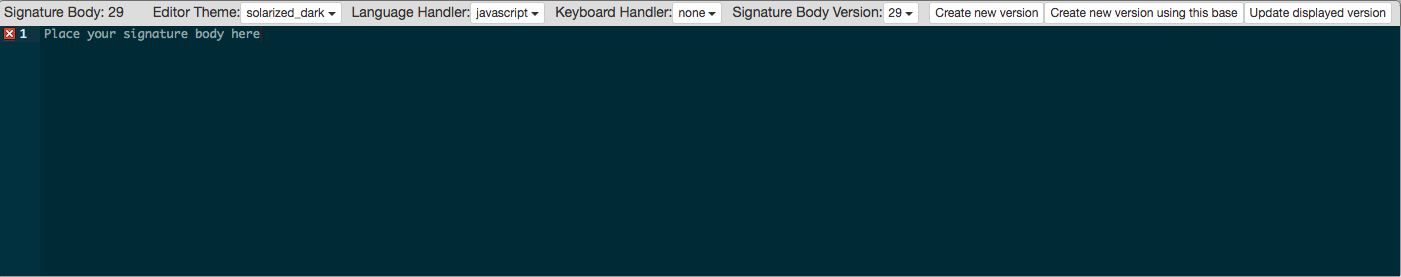 Signature Body: 29 Editor Theme: solarized_dark Language Handler: javascript Keyboard Handler: none Signature Body Version: 29 Create new version Create new version using this base Update displayed version
1 Place your signature body here